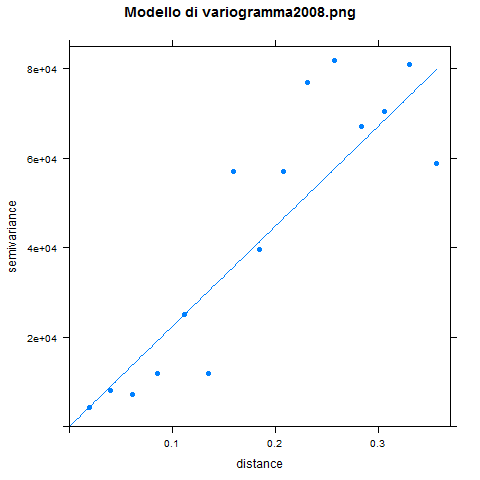 Modello di variogramma2008.png
8e+04
6e+04
4e+04
2e+04
semivariance
0.1 0.2 0.3
distance